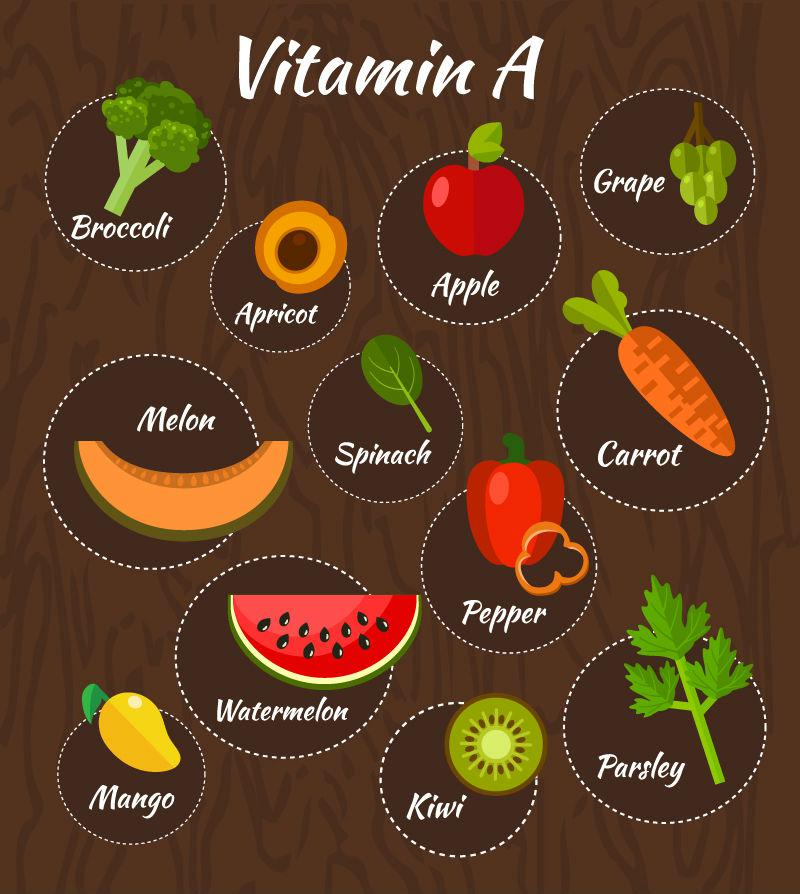 Vitamin A
Broccoli
Grape
Apple
Apricot
Melon
Spinach
Carrot
Pepper
Watermelon
Parsley
Mango
Kiwi